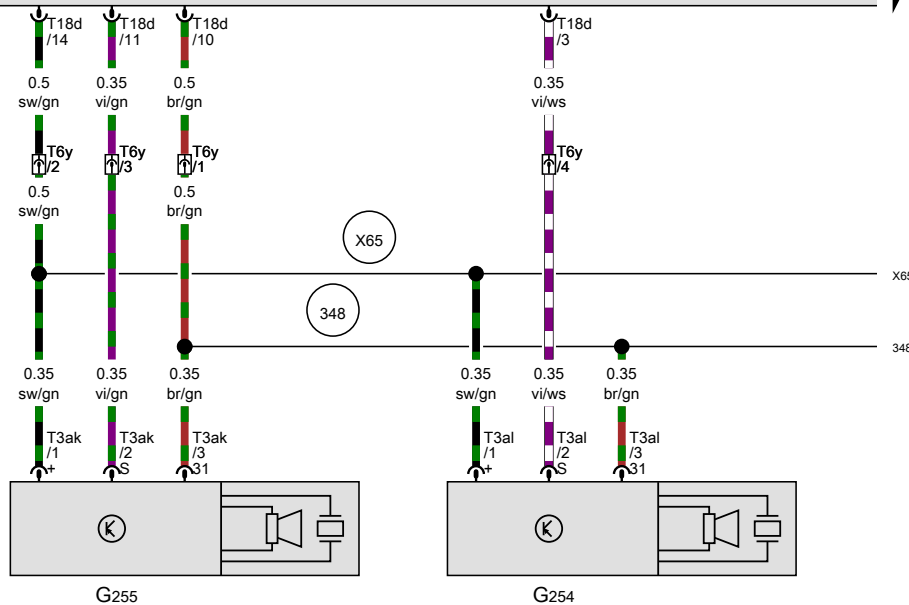 T18d T18d T18d T18d
/14 /11 /10 /3
0.5 0.35 0.5 0.35
sw/gn vi/gn br/gn vi/ws
T6y T6y T6y T6y
/2 /3 /1 /4
0.5 0.5
sw/gn br/gn
X65
X65
348
348
0.35 0.35 0.35 0.35 0.35 0.35
sw/gn vi/gn br/gn sw/gn vi/ws br/gn
T3ak T3ak T3ak T3al T3al T3al
/1 /2 /3 /1 /2 /3
+ S 31 + S 31
G255 G254